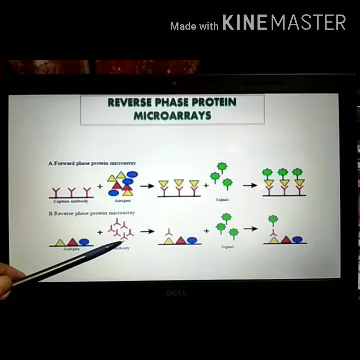 Made with KINEMASTER
REVERSE PHASE PROTEIN
MICROARRAYS
A.Forward phase protein microarray
Capture antibody
Antigen
Signal
B.Reverse phase protein microarray
Antigen
Signal
DELL